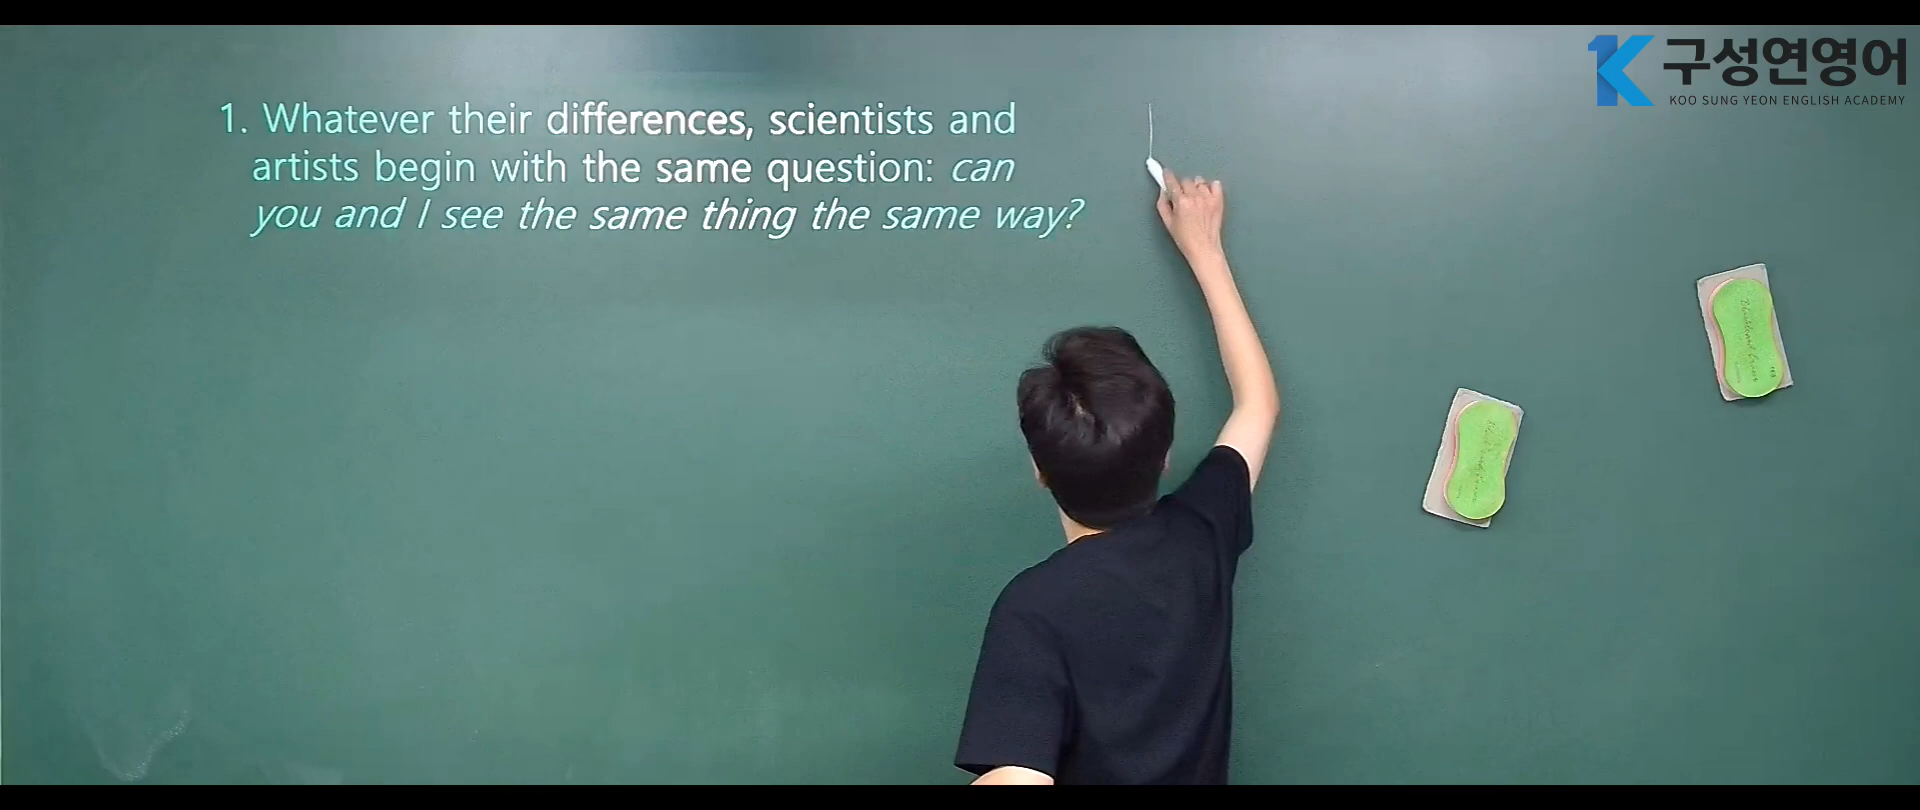 구성연영어
KOO SUNG YEON ENGLISH ACADEMY
1. Whatever their differences, scientists and
artists begin with the same question: can
you and I see the same thing the same way?